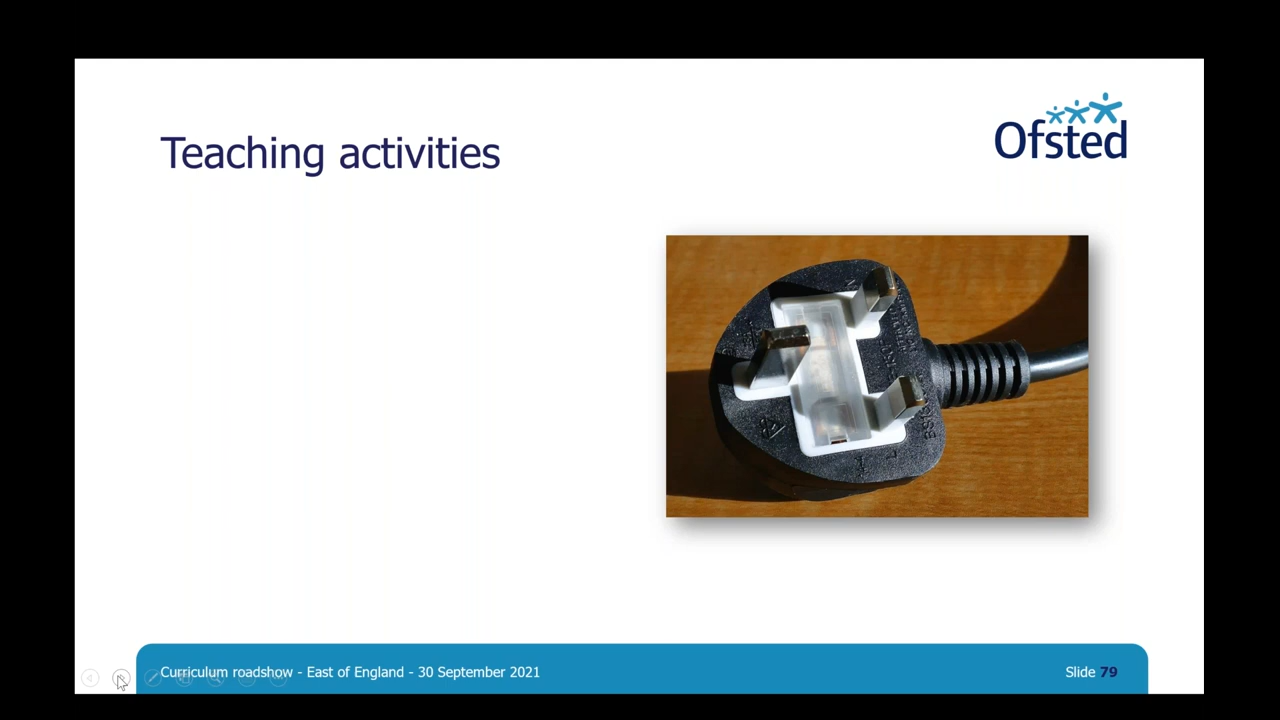 Teaching activities
Ofsted
Curriculum roadshow - East of England - 30 September 2021
Slide 79